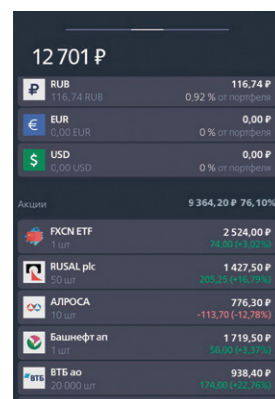 12 701 ₽
RUB 116,74 ₽
116,74 RUB 0,92 % от портфеля
EUR 0,00 ₽
0,00 EUR 0 % от портфеля
USD 0,00 ₽
0,00 USD 0 % от портфеля
Акции 9 364,20 ₽ 76,10%
FXCN ETF 2 524,00 ₽
1 шт 74,00 (+3,02%)
RUSAL plc 1 427,50 ₽
50 шт 205,25 (+16,79%)
АЛРОСА 776,30 ₽
10 шт -113,70 (-12,78%)
Башнефт ап 1 719,50 ₽
1 шт 56,00 (+3,37%)
ВТБ ВТБ ао 938,40 ₽
20 000 шт 174,00 (+22,76%)